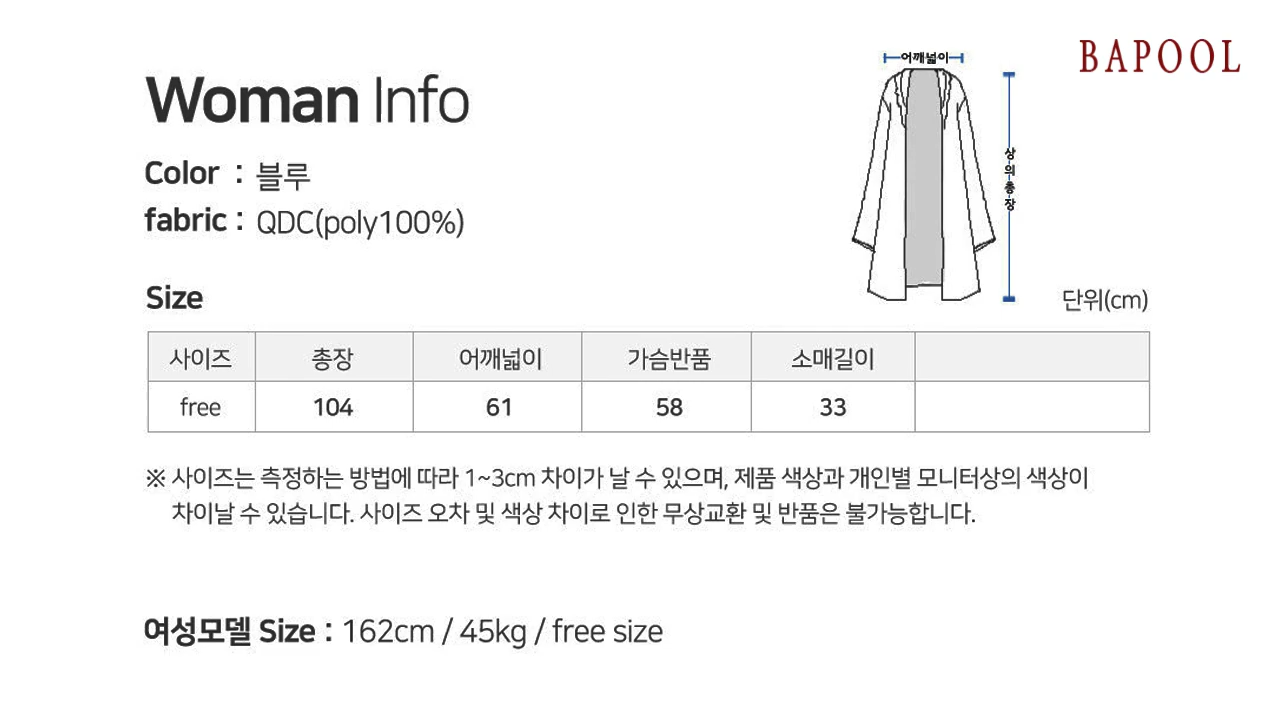 BAPOOL
어깨넓이
상의총장
Woman Info
Color : 블루
fabric : QDC(poly100%)
Size
단위(cm)
사이즈 총장 어깨넓이 가슴반품 소매길이
free 104 61 58 33
※ 사이즈는 측정하는 방법에 따라 1~3cm 차이가 날 수 있으며, 제품 색상과 개인별 모니터상의 색상이
차이날 수 있습니다. 사이즈 오차 및 색상 차이로 인한 무상교환 및 반품은 불가능합니다.
여성모델 Size : 162cm / 45kg / free size